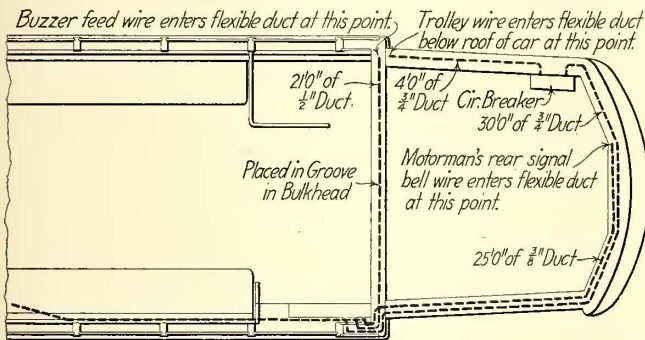 Buzzer feed wire enters flexible duct at this point.
Trolley wire enters flexible duct
below roof of car at this point.
21'0" of
1/2" Duct.
4'0" of
3/4" Duct
Cir. Breaker
30'0" of 3/4" Duct
Placed in Groove
in Bulkhead
Motorman's rear signal
bell wire enters flexible duct
at this point.
25'0" of 3/8" Duct